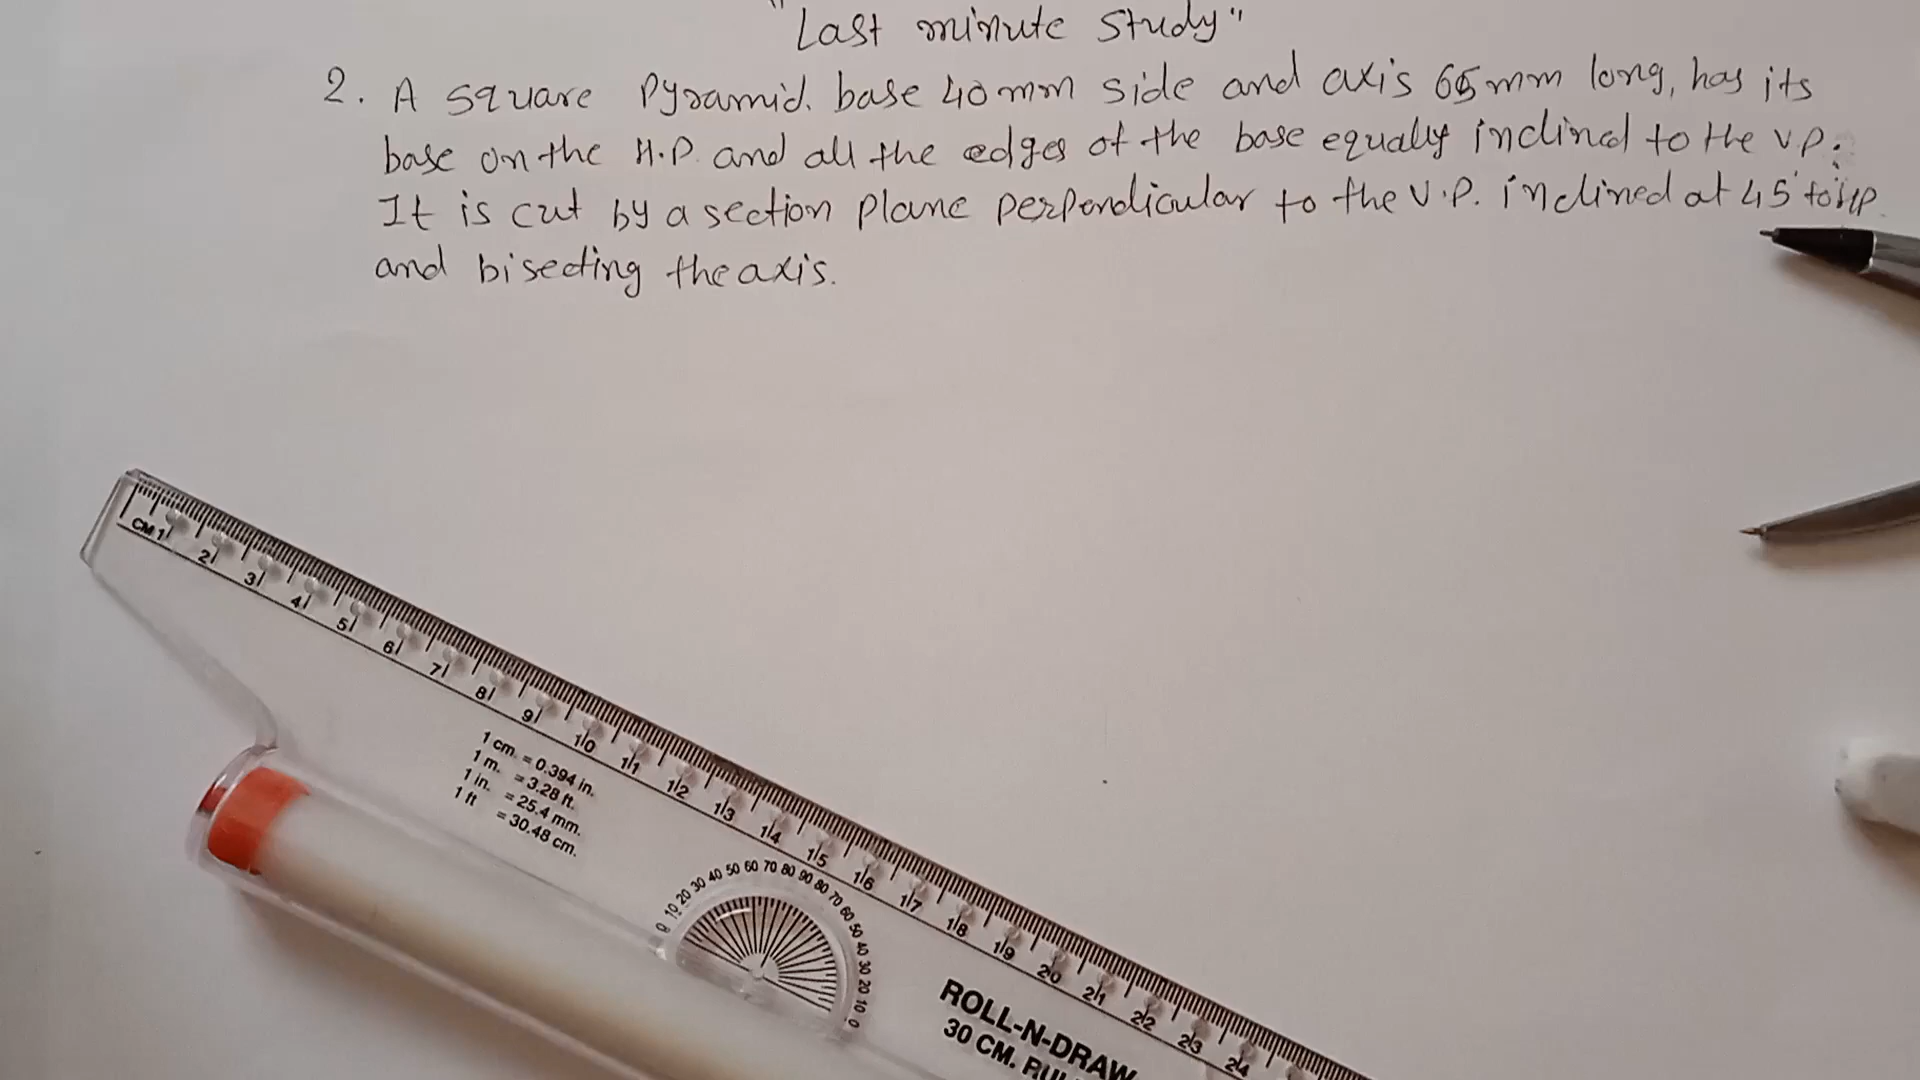 "Last minute study"
2. A square pyramid. base 40mm side and axis 65mm long, has its
base on the H.P. and all the edges of the base equally inclined to the V.P.
It is cut by a section plane perpendicular to the V.P. inclined at 45° to HP
and bisecting the axis.
CM 1 2 3 4 5 6 7 8 9 10 11 12 13 14 15 16 17 18 19 20 21 22 23 24
1 cm. = 0.394 in.
1 m. = 3.28 ft.
1 in. = 25.4 mm.
1 ft = 30.48 cm.
0 10 20 30 40 50 60 70 80 90 80 70 60 50 40 30 20 10 0
ROLL-N-DRAW
30 CM.